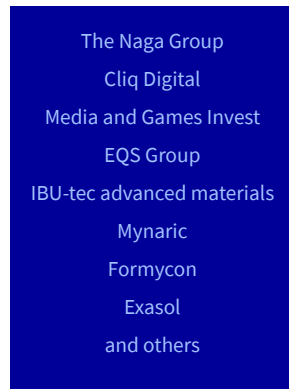 The Naga Group
Cliq Digital
Media and Games Invest
EQS Group
IBU-tec advanced materials
Mynaric
Formycon
Exasol
and others